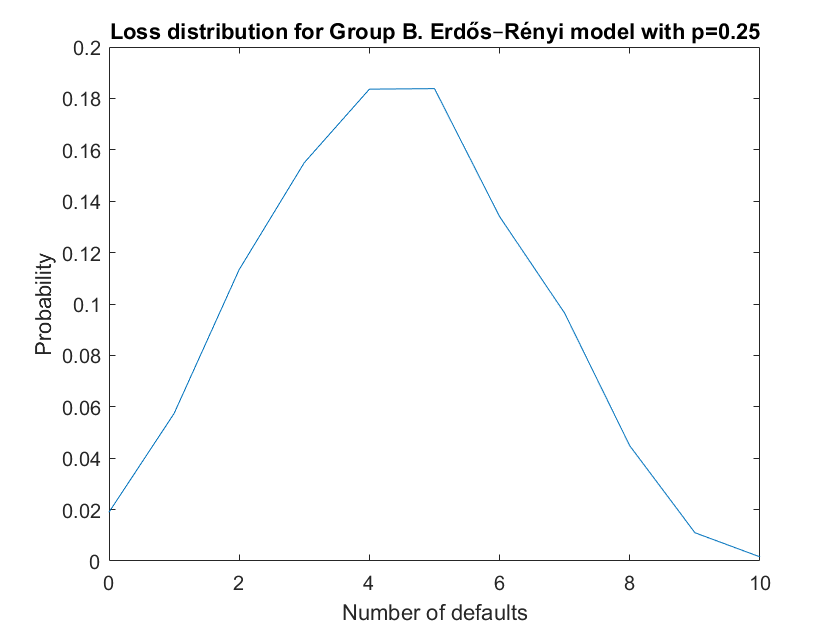 Loss distribution for Group B. Erdős–Rényi model with p=0.25
0.2
0.18
0.16
0.14
0.12
0.1
0.08
0.06
0.04
0.02
0
Probability
0 2 4 6 8 10
Number of defaults